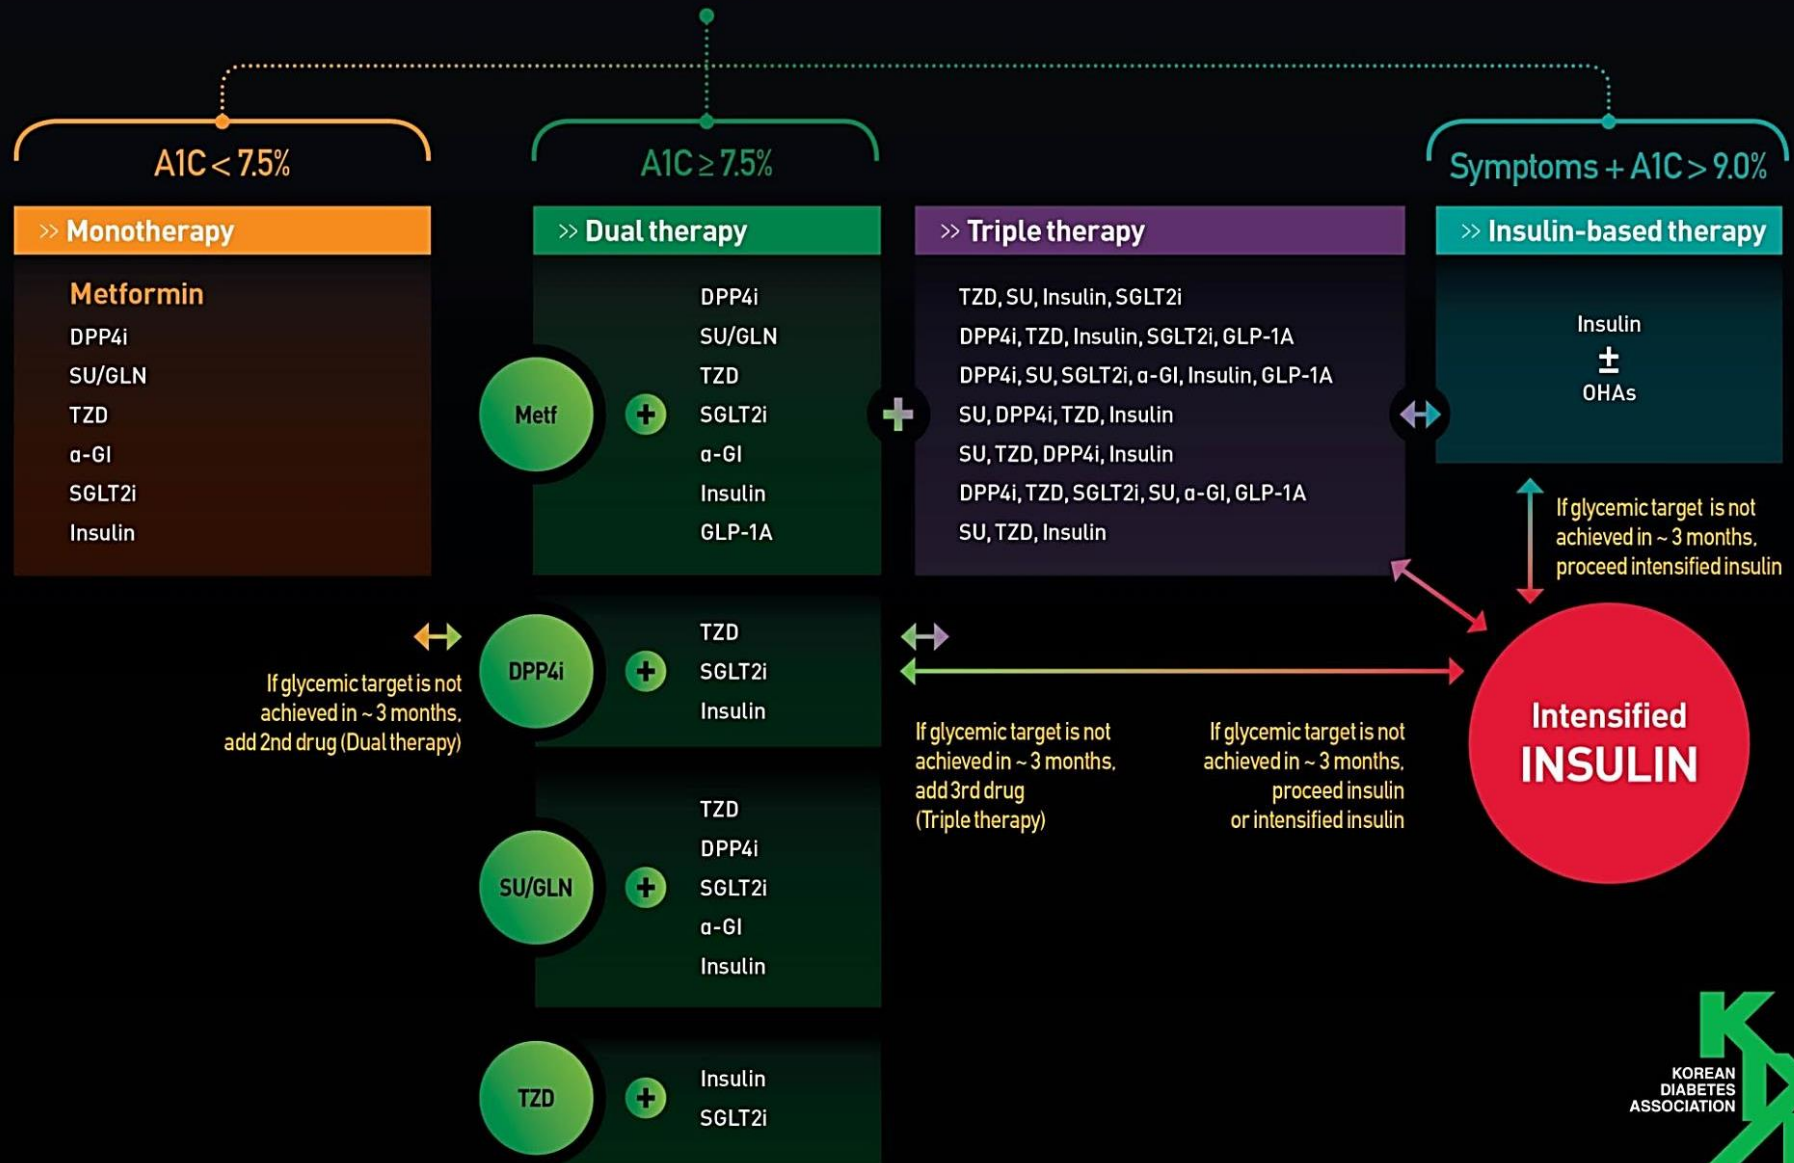 A1C < 7.5%
>> Monotherapy
Metformin
DPP4i
SU/GLN
TZD
α-GI
SGLT2i
Insulin
If glycemic target is not
achieved in ~ 3 months,
add 2nd drug (Dual therapy)
A1C ≥ 7.5%
>> Dual therapy
Metf
+
DPP4i
SU/GLN
TZD
SGLT2i
α-GI
Insulin
GLP-1A
DPP4i
+
TZD
SGLT2i
Insulin
SU/GLN
+
TZD
DPP4i
SGLT2i
α-GI
Insulin
TZD
+
Insulin
SGLT2i
+
>> Triple therapy
TZD, SU, Insulin, SGLT2i
DPP4i, TZD, Insulin, SGLT2i, GLP-1A
DPP4i, SU, SGLT2i, α-GI, Insulin, GLP-1A
SU, DPP4i, TZD, Insulin
SU, TZD, DPP4i, Insulin
DPP4i, TZD, SGLT2i, SU, α-GI, GLP-1A
SU, TZD, Insulin
If glycemic target is not
achieved in ~ 3 months,
add 3rd drug
(Triple therapy)
If glycemic target is not
achieved in ~ 3 months,
proceed insulin
or intensified insulin
Symptoms + A1C > 9.0%
>> Insulin-based therapy
Insulin
±
OHAs
If glycemic target is not
achieved in ~ 3 months,
proceed intensified insulin
Intensified
INSULIN
KOREAN
DIABETES
ASSOCIATION
KDA